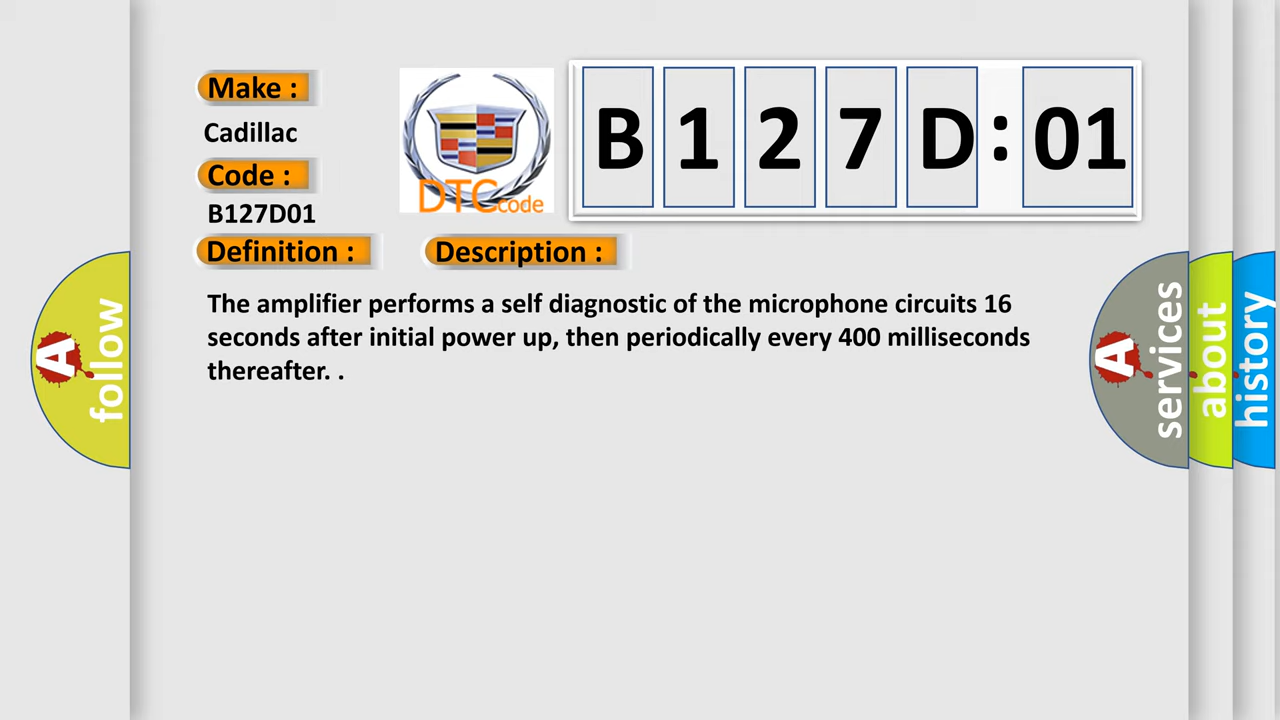 Make :
Cadillac
Code :
B127D01
Definition :
Description :
DTCcode
B127D:01
The amplifier performs a self diagnostic of the microphone circuits 16
seconds after initial power up, then periodically every 400 milliseconds
thereafter. .
A follow
A services
about
history